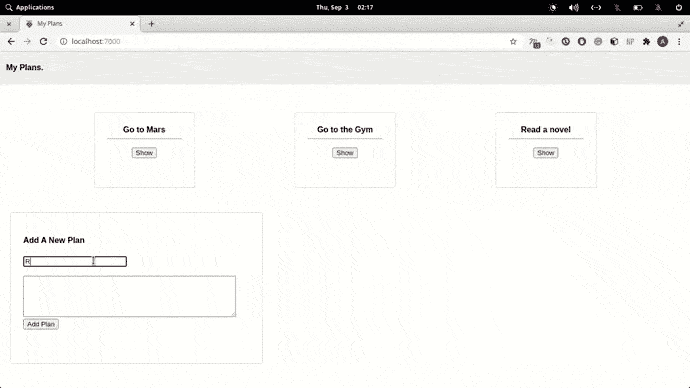 Applications
Thu, Sep 3 02:17
My Plans
localhost:7000
A
My Plans.
Go to Mars
Go to the Gym
Read a novel
Show
Show
Show
Add A New Plan
R
Add Plan